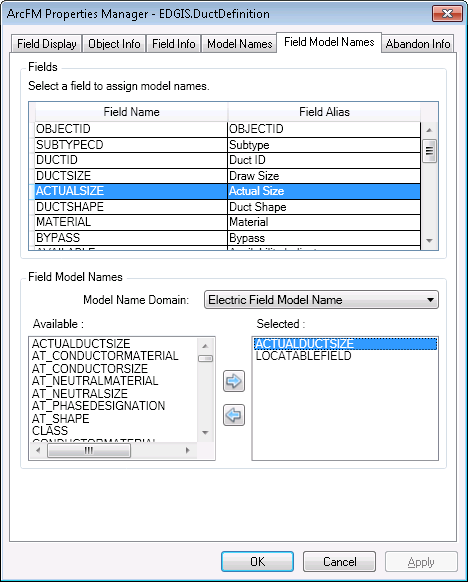 ArcFM Properties Manager - EDGIS.DuctDefinition
Field Display Object Info Field Info Model Names Field Model Names Abandon Info
Fields
Select a field to assign model names.
Field Name Field Alias
OBJECTID OBJECTID
SUBTYPECD Subtype
DUCTID Duct ID
DUCTSIZE Draw Size
ACTUALSIZE Actual Size
DUCTSHAPE Duct Shape
MATERIAL Material
BYPASS Bypass
Field Model Names
Model Name Domain: Electric Field Model Name
Available : Selected :
ACTUALDUCTSIZE ACTUALDUCTSIZE
AT_CONDUCTORMATERIAL LOCATABLEFIELD
AT_CONDUCTORSIZE
AT_NEUTRALMATERIAL
AT_NEUTRALSIZE
AT_PHASEDESIGNATION
AT_SHAPE
CLASS
CONDUCTORMATERIAL
OK Cancel Apply